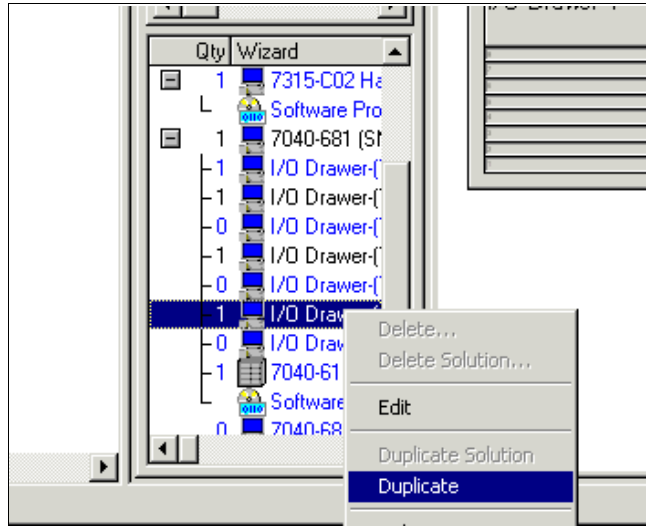 I/O Drawer
Qty Wizard
1 7315-C02 Ha
Software Pro
1 7040-681 (SN
1 I/O Drawer-(
1 I/O Drawer-(
0 I/O Drawer-(
1 I/O Drawer-(
0 I/O Drawer-(
1 I/O Draw
0 I/O Draw
1 7040-61
Software
0 7040-68
Delete...
Delete Solution...
Edit
Duplicate Solution
Duplicate